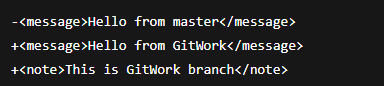 -<message>Hello from master</message>
+<message>Hello from GitWork</message>
+<note>This is GitWork branch</note>